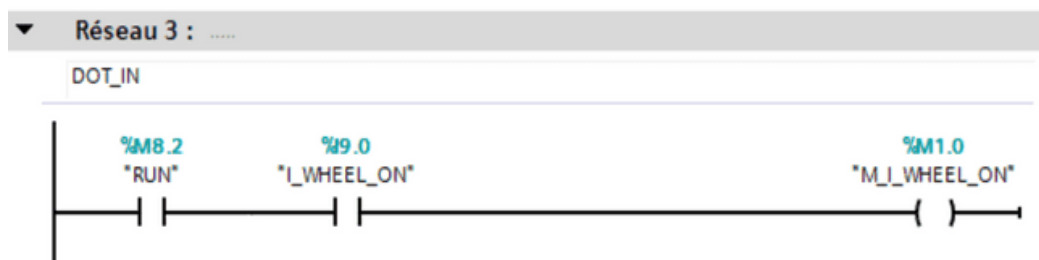 Réseau 3 : .....
DOT_IN
%M8.2 %I9.0 %M1.0
"RUN" "I_WHEEL_ON" "M_I_WHEEL_ON"